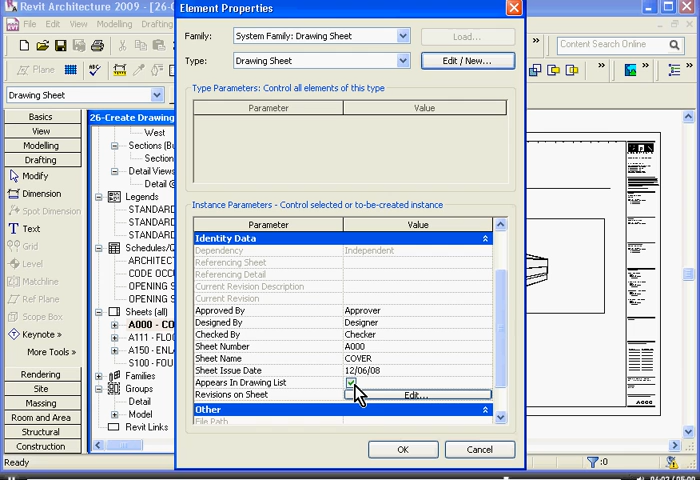 Revit Architecture 2009 - [26-C
Element Properties
File Edit View Modelling Drafting
Family: System Family: Drawing Sheet Load...
Type: Drawing Sheet Edit / New...
Content Search Online
Plane
Type Parameters: Control all elements of this type
Drawing Sheet
Parameter Value
Basics
View
Modelling
Drafting
Modify
Dimension
Spot Dimension
Text
Grid
Level
Matchline
Ref Plane
Scope Box
Keynote »
More Tools »
Rendering
Site
Massing
Room and Area
Structural
Construction
26-Create Drawing
West
Sections (Bu
Section
Detail Views
Detail @
Legends
STANDARD
STANDARD
STANDARD
Schedules/Q
ARCHITECT
CODE OCCU
OPENING S
OPENING S
Sheets (all)
A000 - CO
A111 - FLOO
A150 - ENLA
S100 - FOU
Families
Groups
Detail
Model
Revit Links
Instance Parameters - Control selected or to-be-created instance
Parameter Value
Identity Data
Dependency Independent
Referencing Sheet
Referencing Detail
Current Revision Description
Current Revision
Approved By Approver
Designed By Designer
Checked By Checker
Sheet Number A000
Sheet Name COVER
Sheet Issue Date 12/06/08
Appears In Drawing List
Revisions on Sheet Edit...
Other
File Path
OK Cancel
Ready
:0